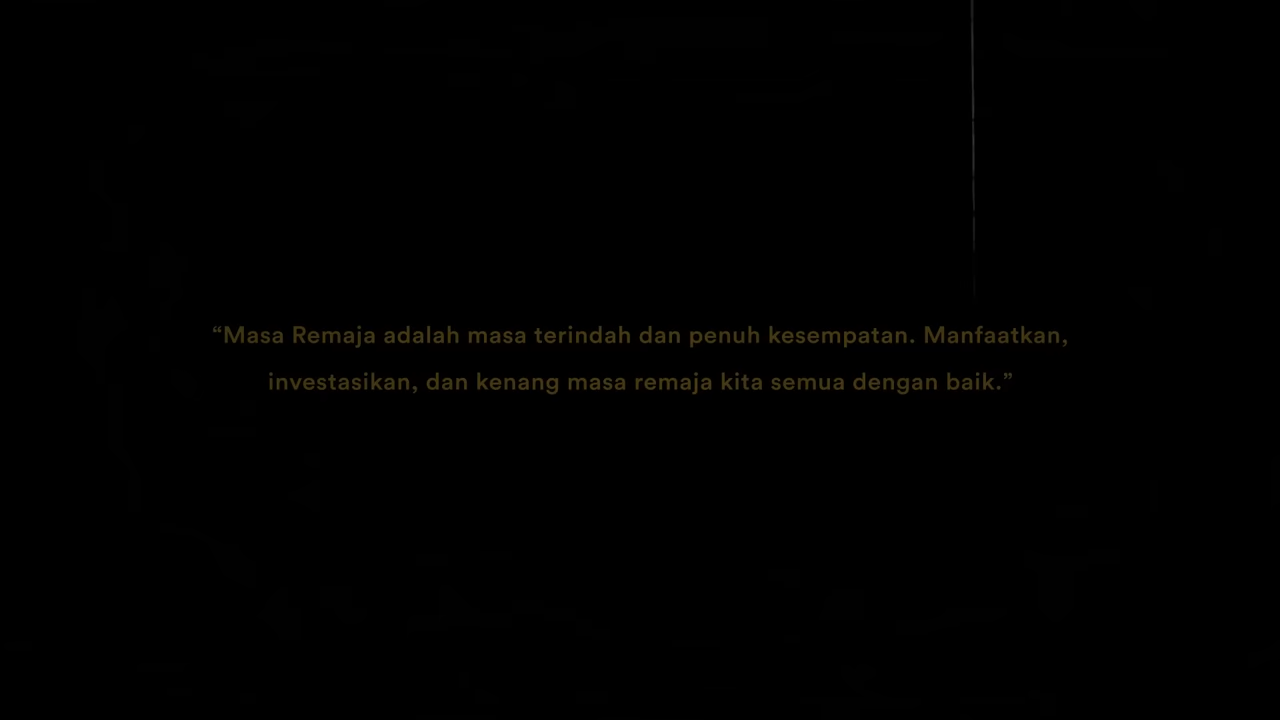 “Masa Remaja adalah masa terindah dan penuh kesempatan. Manfaatkan,
investasikan, dan kenang masa remaja kita semua dengan baik.”